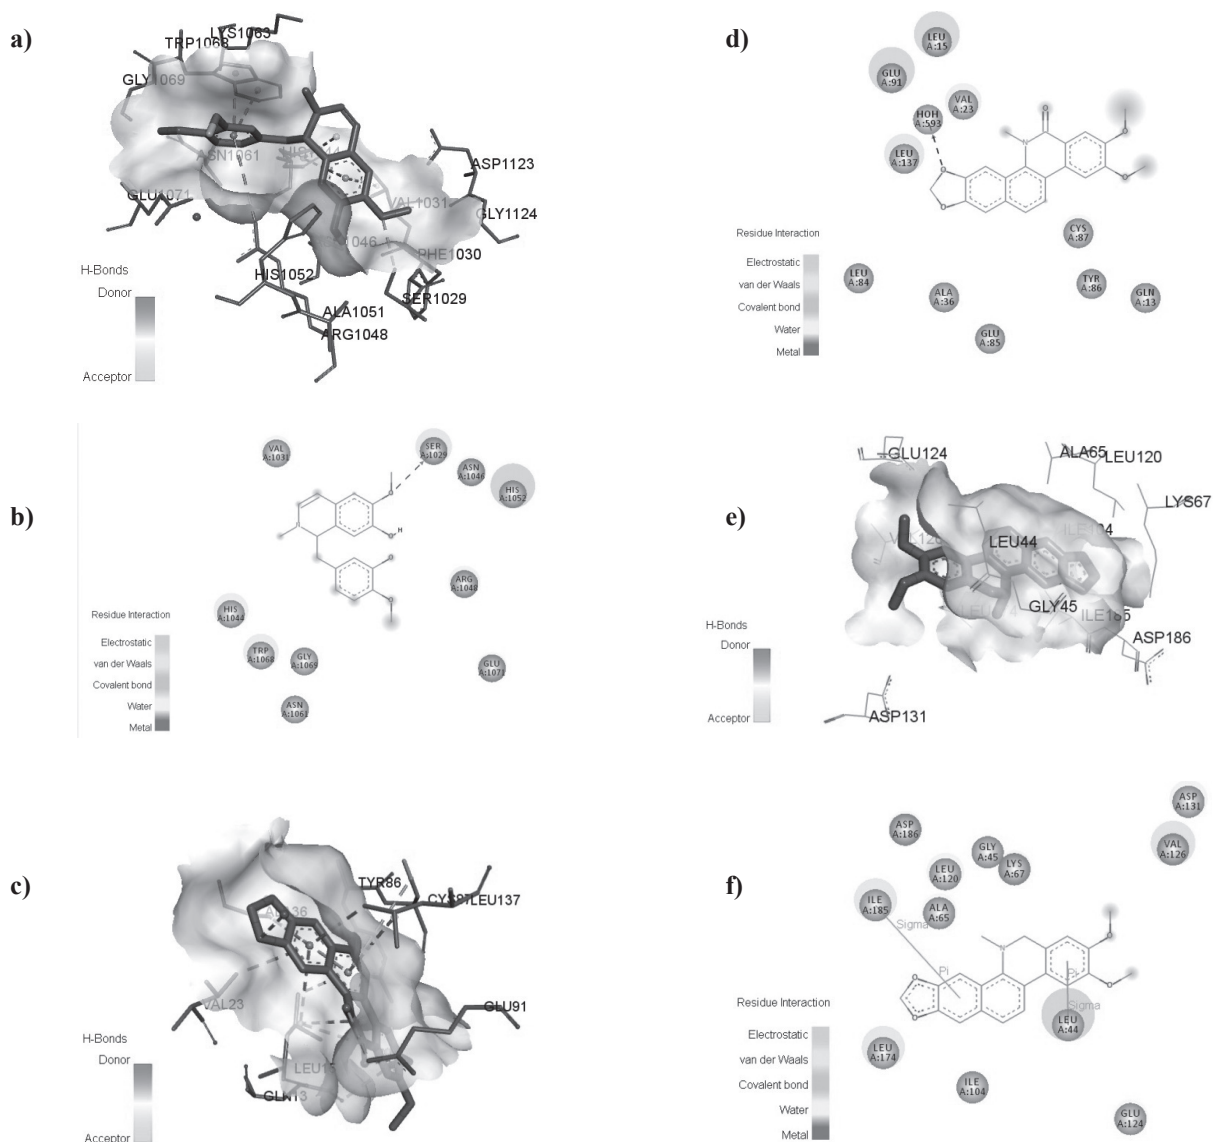 a)
LYS1063
TRP1068
GLY1069
ASN1061
ASP1123
GLU1071
VAL1031
GLY1124
PHE1030
HIS1052
SER1029
ALA1051
ARG1048
H-Bonds
Donor
Acceptor
b)
VAL
A:1031
SER
A:1029
ASN
A:1046
HIS
A:1052
H
ARG
A:1048
HIS
A:1044
TRP
A:1068
GLY
A:1069
GLU
A:1071
ASN
A:1061
Residue Interaction
Electrostatic
van der Waals
Covalent bond
Water
Metal
c)
TYR86
LEU137
VAL23
GLU91
GLN13
H-Bonds
Donor
Acceptor
d)
LEU
A:15
GLU
A:91
VAL
A:23
HOH
A:593
LEU
A:137
O
N
O
O
O
O
CYS
A:87
LEU
A:84
ALA
A:36
TYR
A:86
GLN
A:13
GLU
A:85
Residue Interaction
Electrostatic
van der Waals
Covalent bond
Water
Metal
e)
GLU124
ALA65
LEU120
LYS67
LEU44
GLY45
ILE185
ASP186
ASP131
H-Bonds
Donor
Acceptor
f)
ASP
A:131
ASP
A:186
GLY
A:45
VAL
A:126
LEU
A:120
LYS
A:67
ILE
A:185
ALA
A:65
Sigma
N
O
Pi
Pi
O
O
O
Sigma
LEU
A:44
LEU
A:174
ILE
A:104
GLU
A:124
Residue Interaction
Electrostatic
van der Waals
Covalent bond
Water
Metal